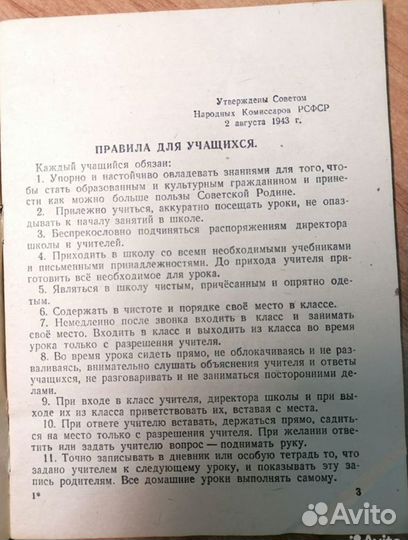 Утверждены Советом
Народных Комиссаров РСФСР
2 августа 1943 г.
ПРАВИЛА ДЛЯ УЧАЩИХСЯ.
Каждый учащийся обязан:
1. Упорно и настойчиво овладевать знаниями для того, что-
бы стать образованным и культурным гражданином и прине-
сти как можно больше пользы Советской Родине.
2. Прилежно учиться, аккуратно посещать уроки, не опаз-
дывать к началу занятий в школе.
3. Беспрекословно подчиняться распоряжениям директора
школы и учителей.
4. Приходить в школу со всеми необходимыми учебниками
и письменными принадлежностями. До прихода учителя при-
готовить всё необходимое для урока.
5. Являться в школу чистым, причёсанным и опрятно оде-
тым.
6. Содержать в чистоте и порядке своё место в классе.
7. Немедленно после звонка входить в класс и занимать
своё место. Входить в класс и выходить из класса во время
урока только с разрешения учителя.
8. Во время урока сидеть прямо, не облокачиваясь и не раз-
валиваясь, внимательно слушать объяснения учителя и ответы
учащихся, не разговаривать и не заниматься посторонними де-
лами.
9. При входе в класс учителя, директора школы и при вы-
ходе их из класса приветствовать их, вставая с места.
10. При ответе учителю вставать, держаться прямо, садить-
ся на место только с разрешения учителя. При желании ответ-
ить или задать учителю вопрос — поднимать руку.
11. Точно записывать в дневник или особую тетрадь то, что
задано учителем к следующему уроку, и показывать эту за-
пись родителям. Все домашние уроки выполнять самому.
1*
3
Avito
Avito